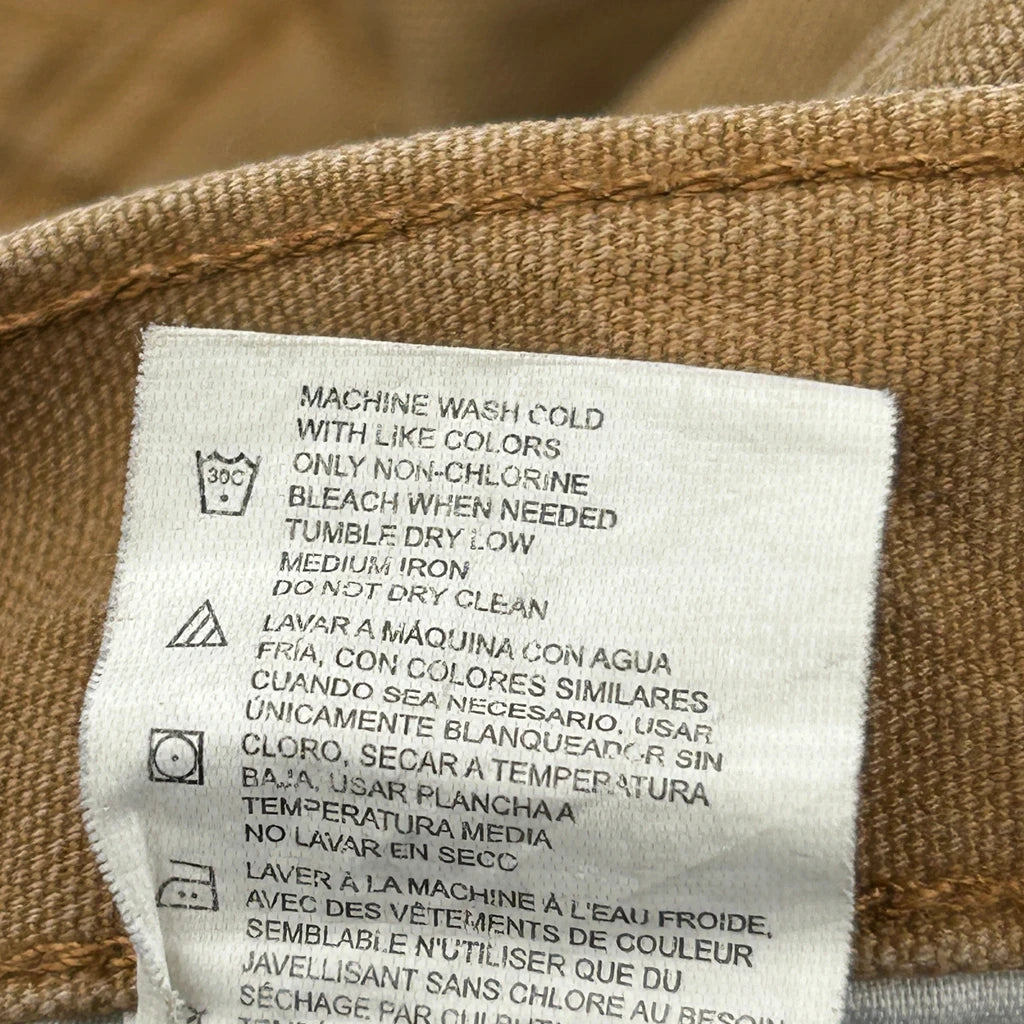 MACHINE WASH COLD
WITH LIKE COLORS
30C
ONLY NON-CHLORINE
BLEACH WHEN NEEDED
TUMBLE DRY LOW
MEDIUM IRON
DO NOT DRY CLEAN
LAVAR A MÁQUINA CON AGUA
FRÍA, CON COLORES SIMILARES
CUANDO SEA NECESARIO, USAR
ÚNICAMENTE BLANQUEADOR SIN
CLORO, SECAR A TEMPERATURA
BAJA, USAR PLANCHA A
TEMPERATURA MEDIA
NO LAVAR EN SECO
LAVER À LA MACHINE À L'EAU FROIDE,
AVEC DES VÊTEMENTS DE COULEUR
SEMBLABLE N'UTILISER QUE DU
JAVELLISANT SANS CHLORE AU BESOIN
SÉCHAGE PAR